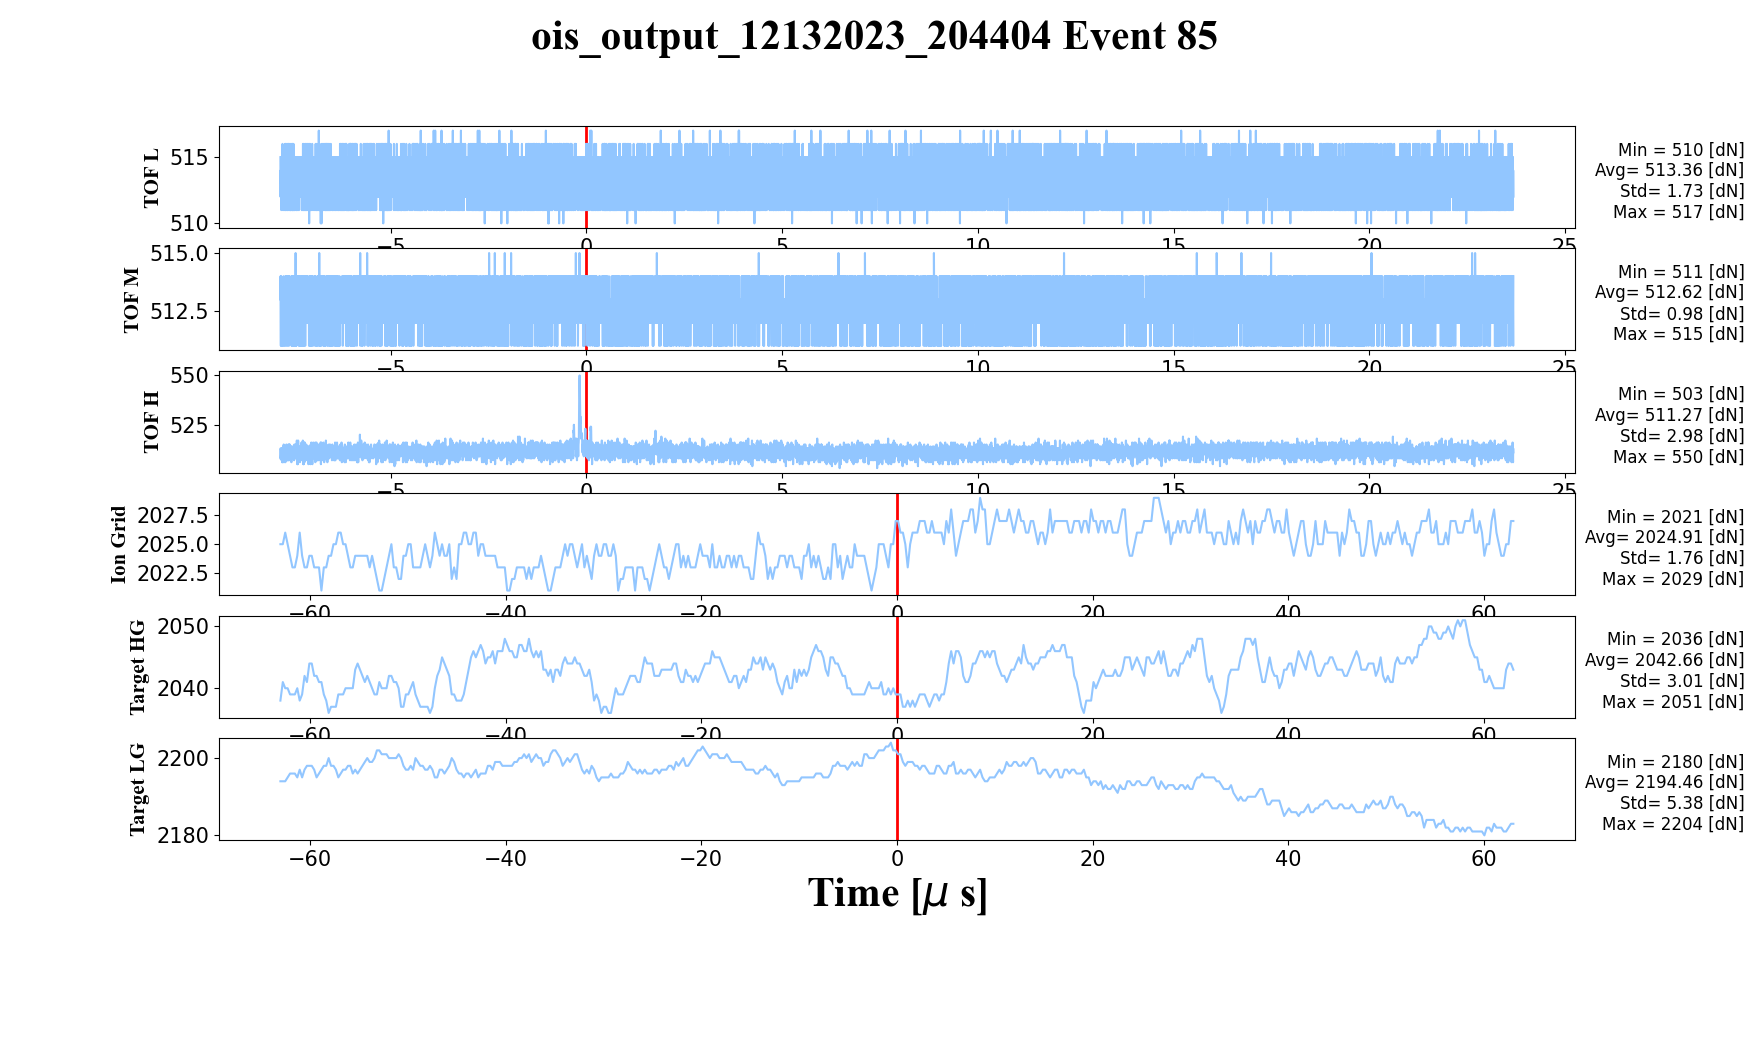 ois_output_12132023_204404 Event 85
TOF L
515
510
−5
0
5
10
15
20
25
Min = 510 [dN]
Avg= 513.36 [dN]
Std= 1.73 [dN]
Max = 517 [dN]
TOF M
515.0
512.5
−5
0
5
10
15
20
25
Min = 511 [dN]
Avg= 512.62 [dN]
Std= 0.98 [dN]
Max = 515 [dN]
TOF H
550
525
−5
0
5
10
15
20
25
Min = 503 [dN]
Avg= 511.27 [dN]
Std= 2.98 [dN]
Max = 550 [dN]
Ion Grid
2027.5
2025.0
2022.5
−60
−40
−20
0
20
40
60
Min = 2021 [dN]
Avg= 2024.91 [dN]
Std= 1.76 [dN]
Max = 2029 [dN]
Target HG
2050
2040
−60
−40
−20
0
20
40
60
Min = 2036 [dN]
Avg= 2042.66 [dN]
Std= 3.01 [dN]
Max = 2051 [dN]
Target LG
2200
2180
−60
−40
−20
0
20
40
60
Min = 2180 [dN]
Avg= 2194.46 [dN]
Std= 5.38 [dN]
Max = 2204 [dN]
Time [μ s]